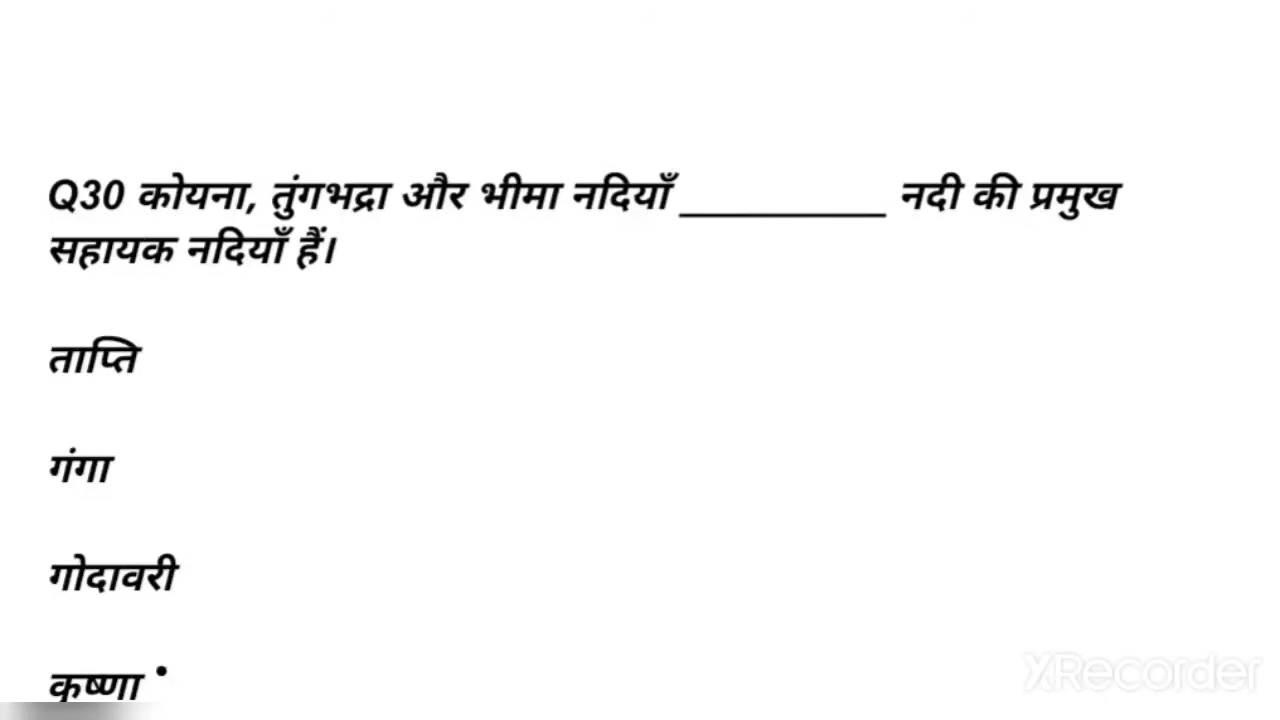 Q30 कोयना, तुंगभद्रा और भीमा नदियाँ __________ नदी की प्रमुख
सहायक नदियाँ हैं।
ताप्ति
गंगा
गोदावरी
कृष्णा
XRecorder